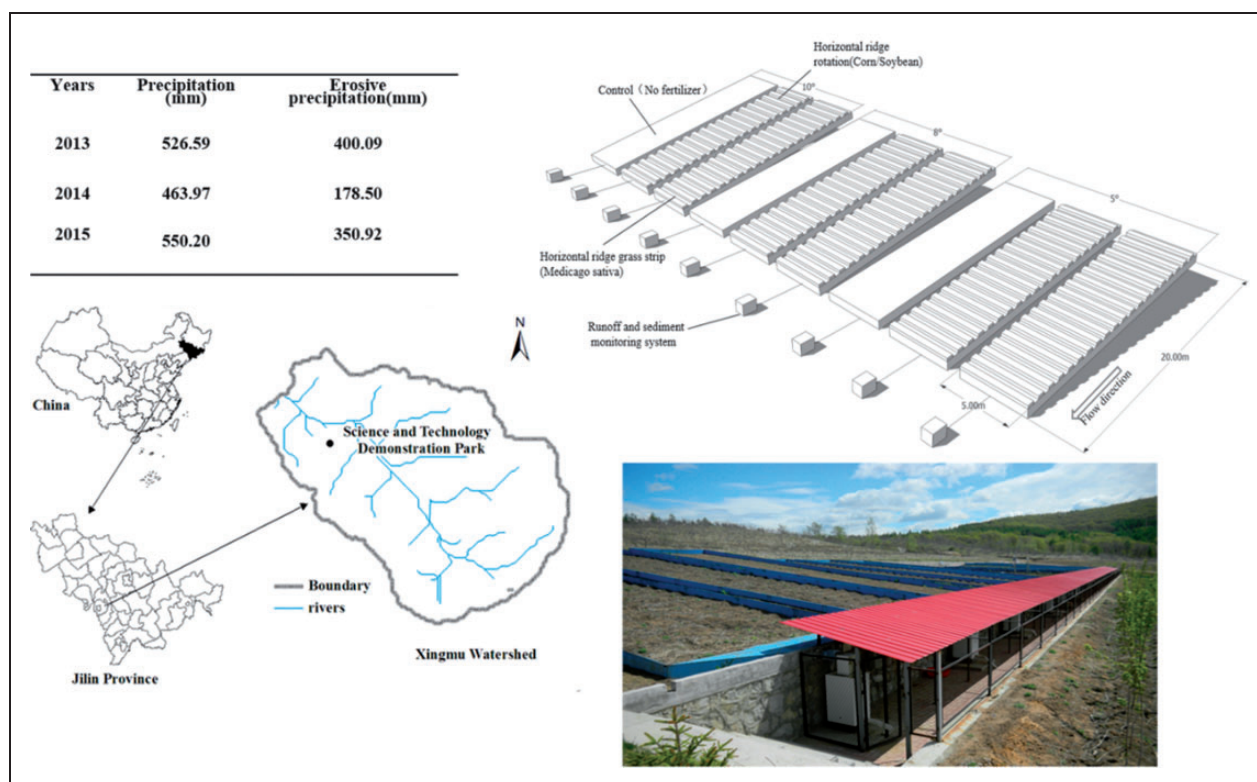 Years Precipitation (mm) Erosive precipitation(mm)
2013 526.59 400.09
2014 463.97 178.50
2015 550.20 350.92
Horizontal ridge
rotation(Corn/Soybean)
Control（No fertilizer）
10°
8°
5°
Horizontal ridge grass strip
(Medicago sativa)
Runoff and sediment
monitoring system
20.00m
5.00m
Flow direction
China
N
Science and Technology
Demonstration Park
Boundary
rivers
Xingmu Watershed
Jilin Province